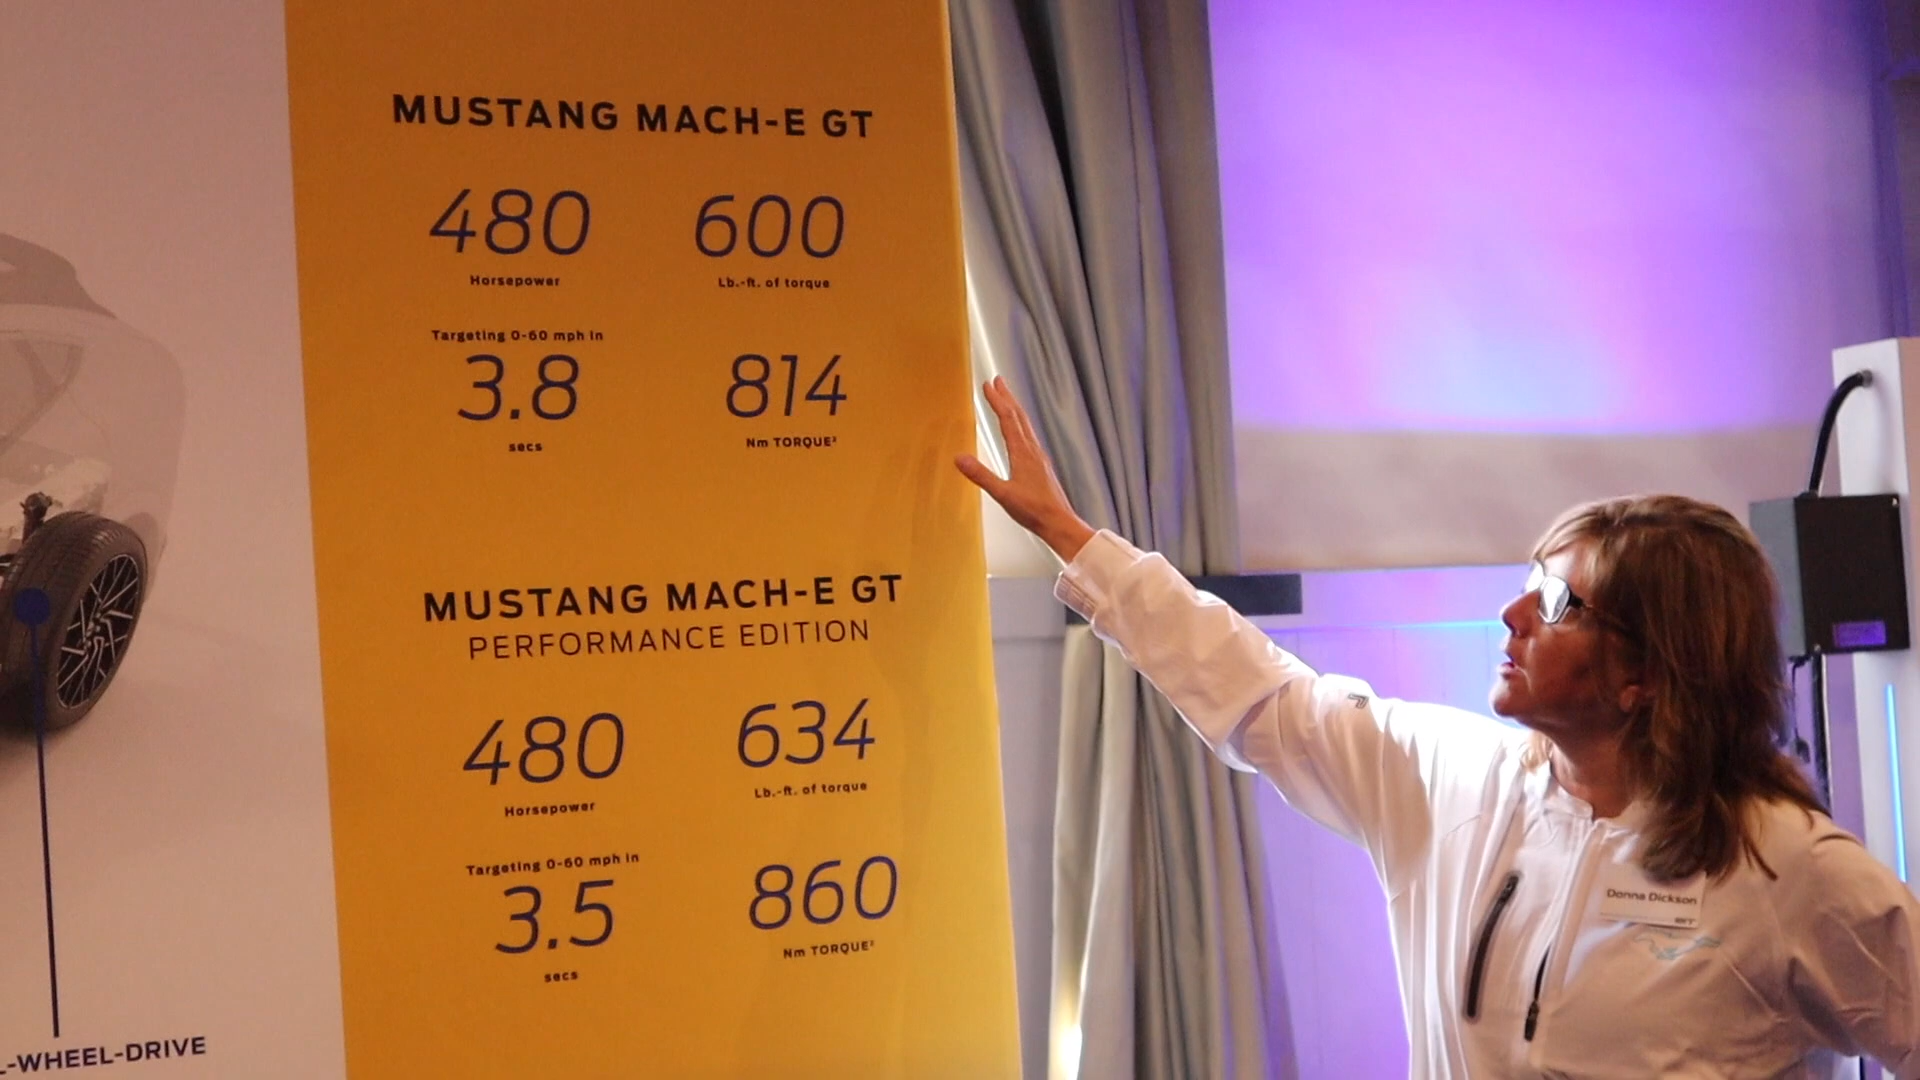 MUSTANG MACH-E GT
480 600
Horsepower Lb.-ft. of torque
Targeting 0-60 mph in
3.8 814
secs Nm TORQUE²
MUSTANG MACH-E GT
PERFORMANCE EDITION
480 634
Horsepower Lb.-ft. of torque
Targeting 0-60 mph in
3.5 860
secs Nm TORQUE²
L-WHEEL-DRIVE
Donna Dickson